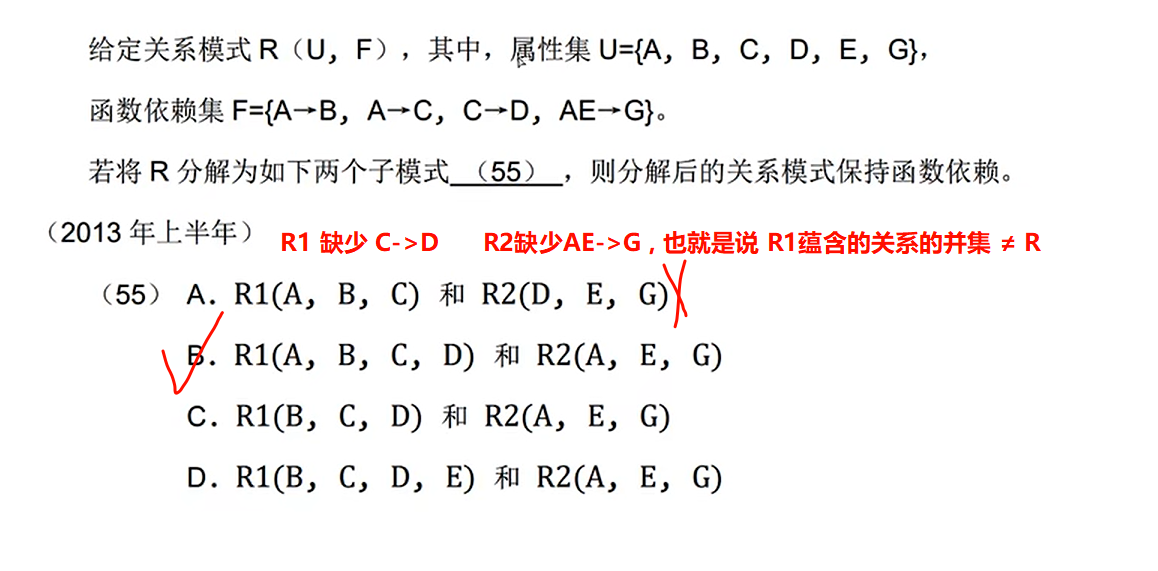 给定关系模式 R（U，F），其中，属性集 U={A，B，C，D，E，G}，
函数依赖集 F={A→B，A→C，C→D，AE→G}。
若将 R 分解为如下两个子模式 （55） ，则分解后的关系模式保持函数依赖。
（2013 年上半年）
R1 缺少 C->D R2缺少AE->G，也就是说 R1蕴含的关系的并集 ≠ R
（55） A. R1(A, B, C) 和 R2(D, E, G)
B. R1(A, B, C, D) 和 R2(A, E, G)
C. R1(B, C, D) 和 R2(A, E, G)
D. R1(B, C, D, E) 和 R2(A, E, G)